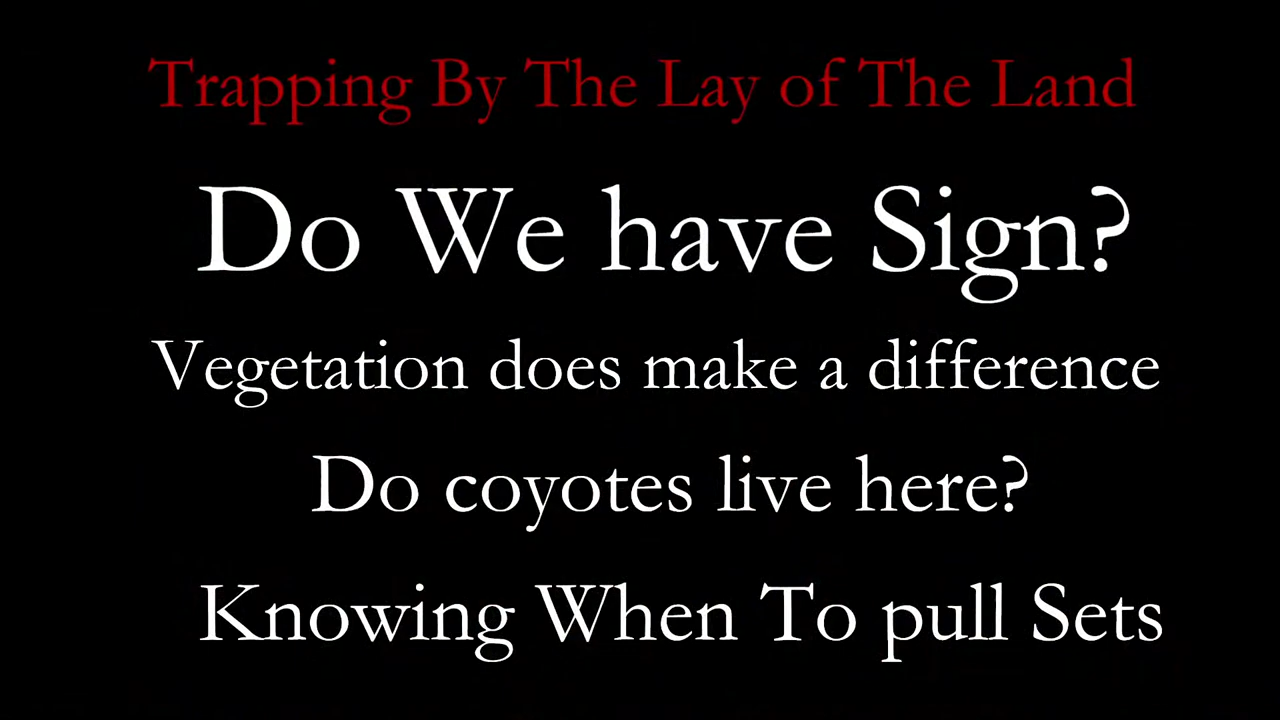 Trapping By The Lay of The Land
Do We have Sign?
Vegetation does make a difference
Do coyotes live here?
Knowing When To pull Sets